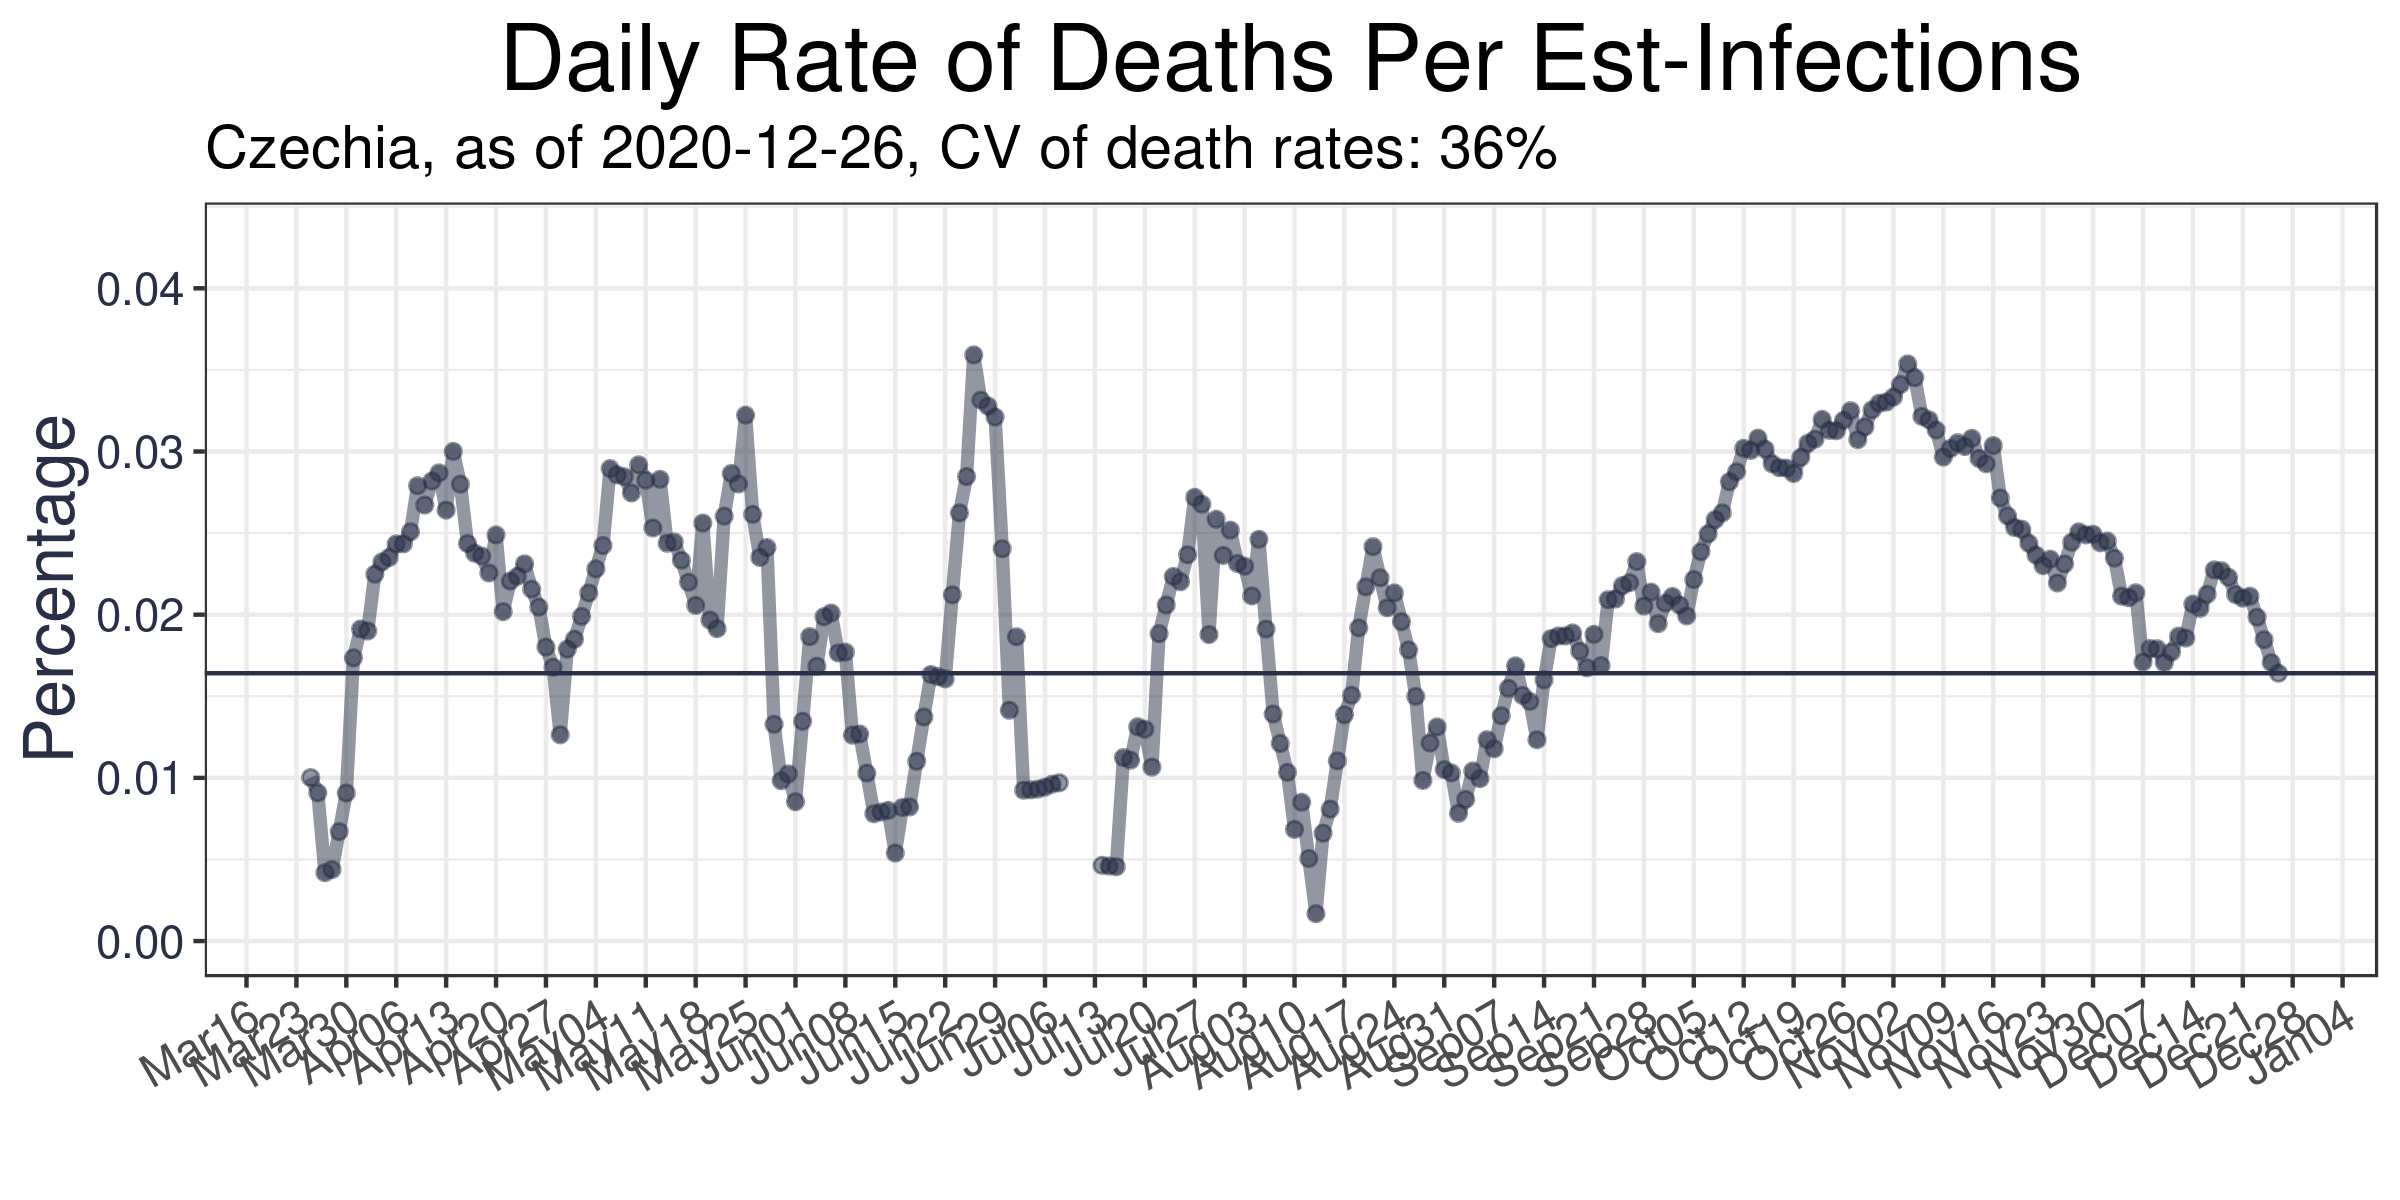 Daily Rate of Deaths Per Est-Infections
Czechia, as of 2020-12-26, CV of death rates: 36%
Percentage
0.04
0.03
0.02
0.01
0.00
Mar16
Mar23
Mar30
Apr06
Apr13
Apr20
Apr27
May04
May11
May18
May25
Jun01
Jun08
Jun15
Jun22
Jun29
Jul06
Jul13
Jul20
Jul27
Aug03
Aug10
Aug17
Aug24
Aug31
Sep07
Sep14
Sep21
Sep28
Oct05
Oct12
Oct19
Oct26
Nov02
Nov09
Nov16
Nov23
Nov30
Dec07
Dec14
Dec21
Dec28
Jan04